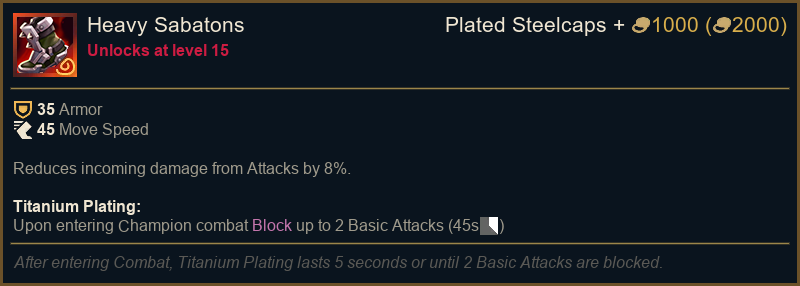 Heavy Sabatons
Plated Steelcaps + 1000 (2000)
Unlocks at level 15
35 Armor
45 Move Speed
Reduces incoming damage from Attacks by 8%.
Titanium Plating:
Upon entering Champion combat Block up to 2 Basic Attacks (45s)
After entering Combat, Titanium Plating lasts 5 seconds or until 2 Basic Attacks are blocked.